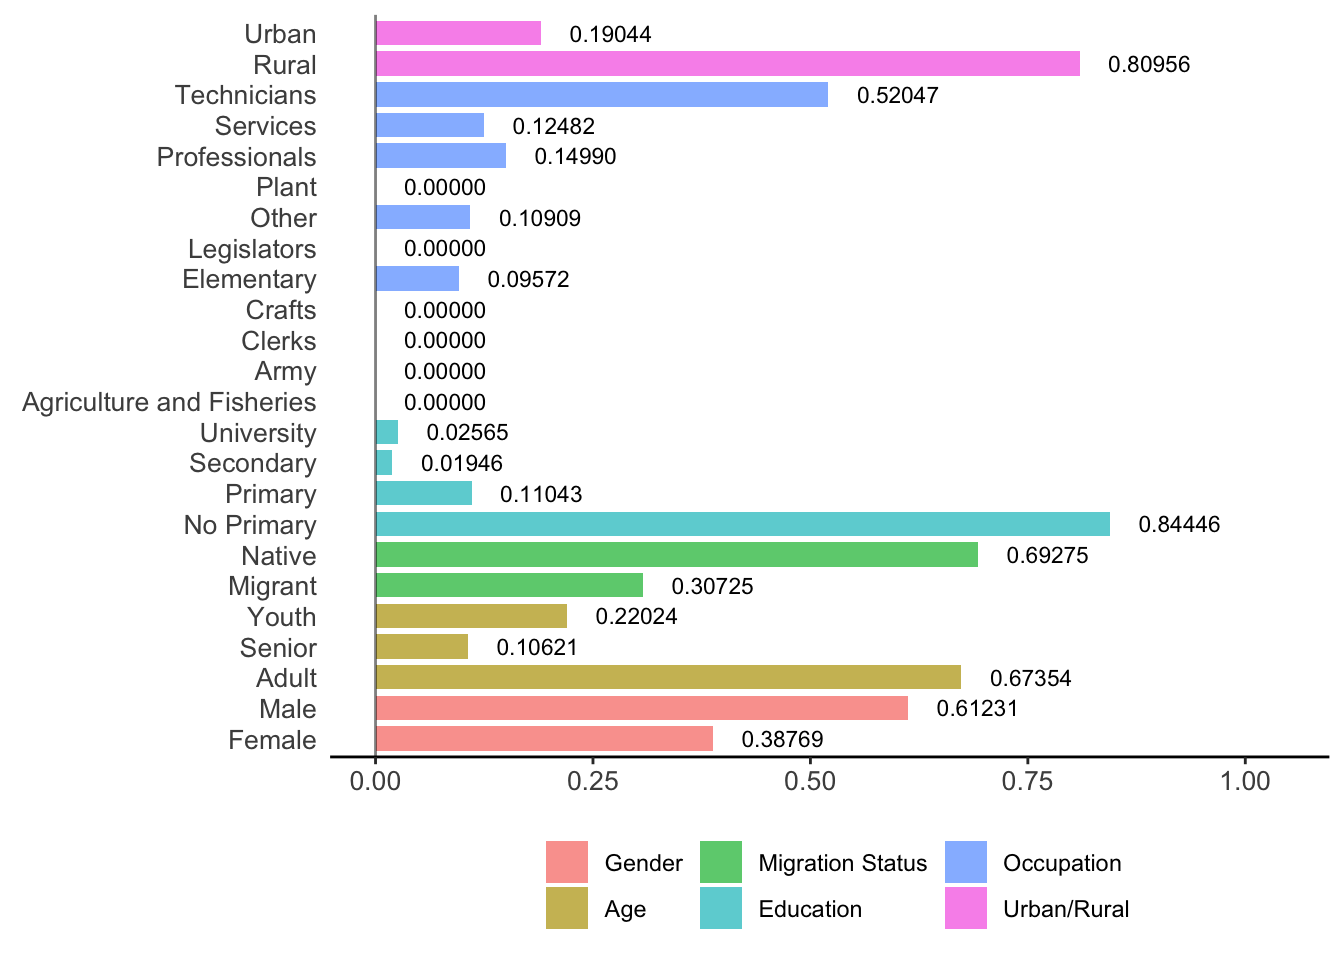 Urban 0.19044
Rural 0.80956
Technicians 0.52047
Services 0.12482
Professionals 0.14990
Plant 0.00000
Other 0.10909
Legislators 0.00000
Elementary 0.09572
Crafts 0.00000
Clerks 0.00000
Army 0.00000
Agriculture and Fisheries 0.00000
University 0.02565
Secondary 0.01946
Primary 0.11043
No Primary 0.84446
Native 0.69275
Migrant 0.30725
Youth 0.22024
Senior 0.10621
Adult 0.67354
Male 0.61231
Female 0.38769
0.00 0.25 0.50 0.75 1.00
Gender Migration Status Occupation
Age Education Urban/Rural